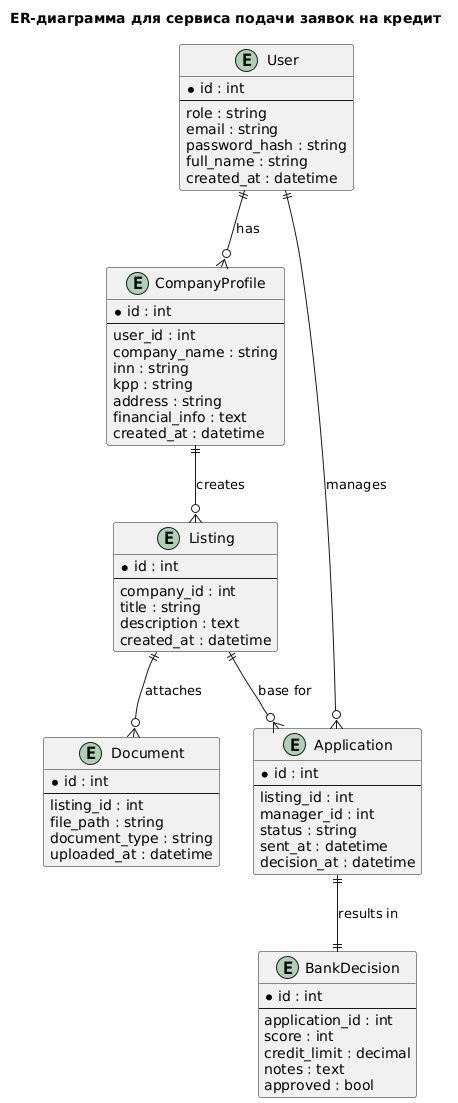 ER-диаграмма для сервиса подачи заявок на кредит
E User
id : int
role : string
email : string
password_hash : string
full_name : string
created_at : datetime
has
E CompanyProfile
id : int
user_id : int
company_name : string
inn : string
kpp : string
address : string
financial_info : text
created_at : datetime
creates
manages
E Listing
id : int
company_id : int
title : string
description : text
created_at : datetime
attaches
base for
E Document
id : int
listing_id : int
file_path : string
document_type : string
uploaded_at : datetime
E Application
id : int
listing_id : int
manager_id : int
status : string
sent_at : datetime
decision_at : datetime
results in
E BankDecision
id : int
application_id : int
score : int
credit_limit : decimal
notes : text
approved : bool